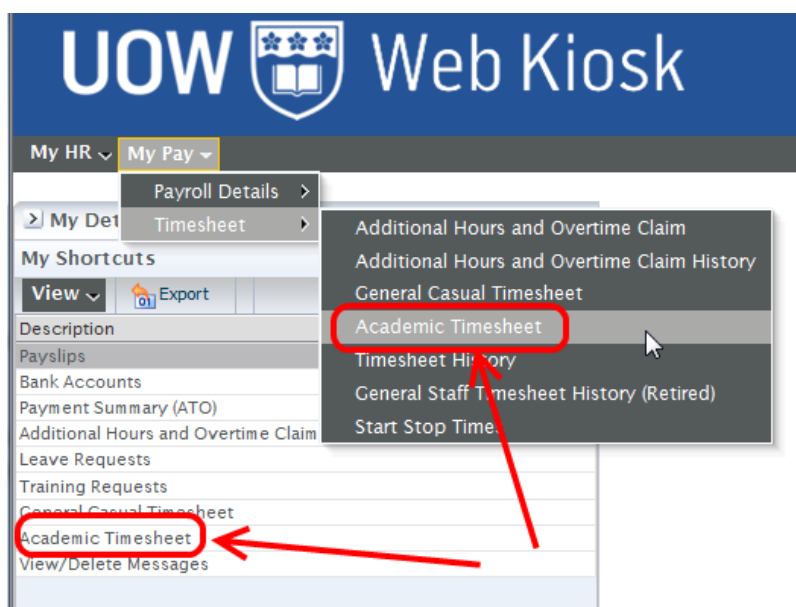 UOW Web Kiosk
My HR My Pay
Payroll Details
Timesheet
Additional Hours and Overtime Claim
Additional Hours and Overtime Claim History
General Casual Timesheet
Academic Timesheet
Timesheet History
General Staff Timesheet History (Retired)
Start Stop Times
My Det
My Shortcuts
View Export
Description
Payslips
Bank Accounts
Payment Summary (ATO)
Additional Hours and Overtime Claim
Leave Requests
Training Requests
General Casual Timesheet
Academic Timesheet
View/Delete Messages